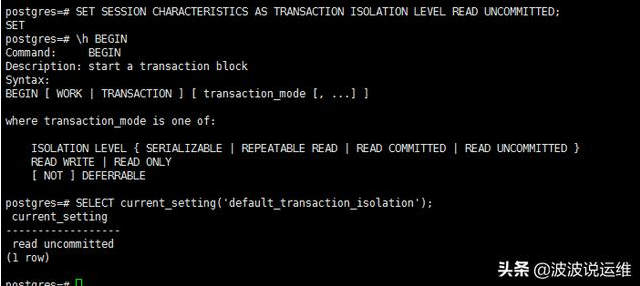 postgres=# SET SESSION CHARACTERISTICS AS TRANSACTION ISOLATION LEVEL READ UNCOMMITTED;
SET
postgres=# \h BEGIN
Command:     BEGIN
Description: start a transaction block
Syntax:
BEGIN [ WORK | TRANSACTION ] [ transaction_mode [, ...] ]
where transaction_mode is one of:
    ISOLATION LEVEL { SERIALIZABLE | REPEATABLE READ | READ COMMITTED | READ UNCOMMITTED }
    READ WRITE | READ ONLY
    [ NOT ] DEFERRABLE
postgres=# SELECT current_setting('default_transaction_isolation');
 current_setting
------------------
 read uncommitted
(1 row)
postgres=#
头条 @波波说运维